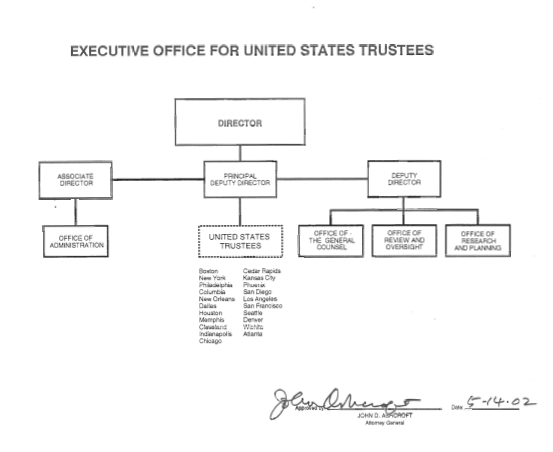 EXECUTIVE OFFICE FOR UNITED STATES TRUSTEES
DIRECTOR
ASSOCIATE
DIRECTOR
PRINCIPAL
DEPUTY DIRECTOR
DEPUTY
DIRECTOR
OFFICE OF
ADMINISTRATION
UNITED STATES
TRUSTEES
OFFICE OF -
THE GENERAL
COUNSEL
OFFICE OF
REVIEW AND
OVERSIGHT
OFFICE OF
RESEARCH
AND PLANNING
Boston
New York
Philadelphia
Columbia
New Orleans
Dallas
Houston
Memphis
Cleveland
Indianapolis
Chicago
Cedar Rapids
Kansas City
Phoenix
San Diego
Los Angeles
San Francisco
Seattle
Denver
Wichita
Atlanta
John Ashcroft
Approved by
JOHN D. ASHCROFT
Attorney General
Date 5-14-02